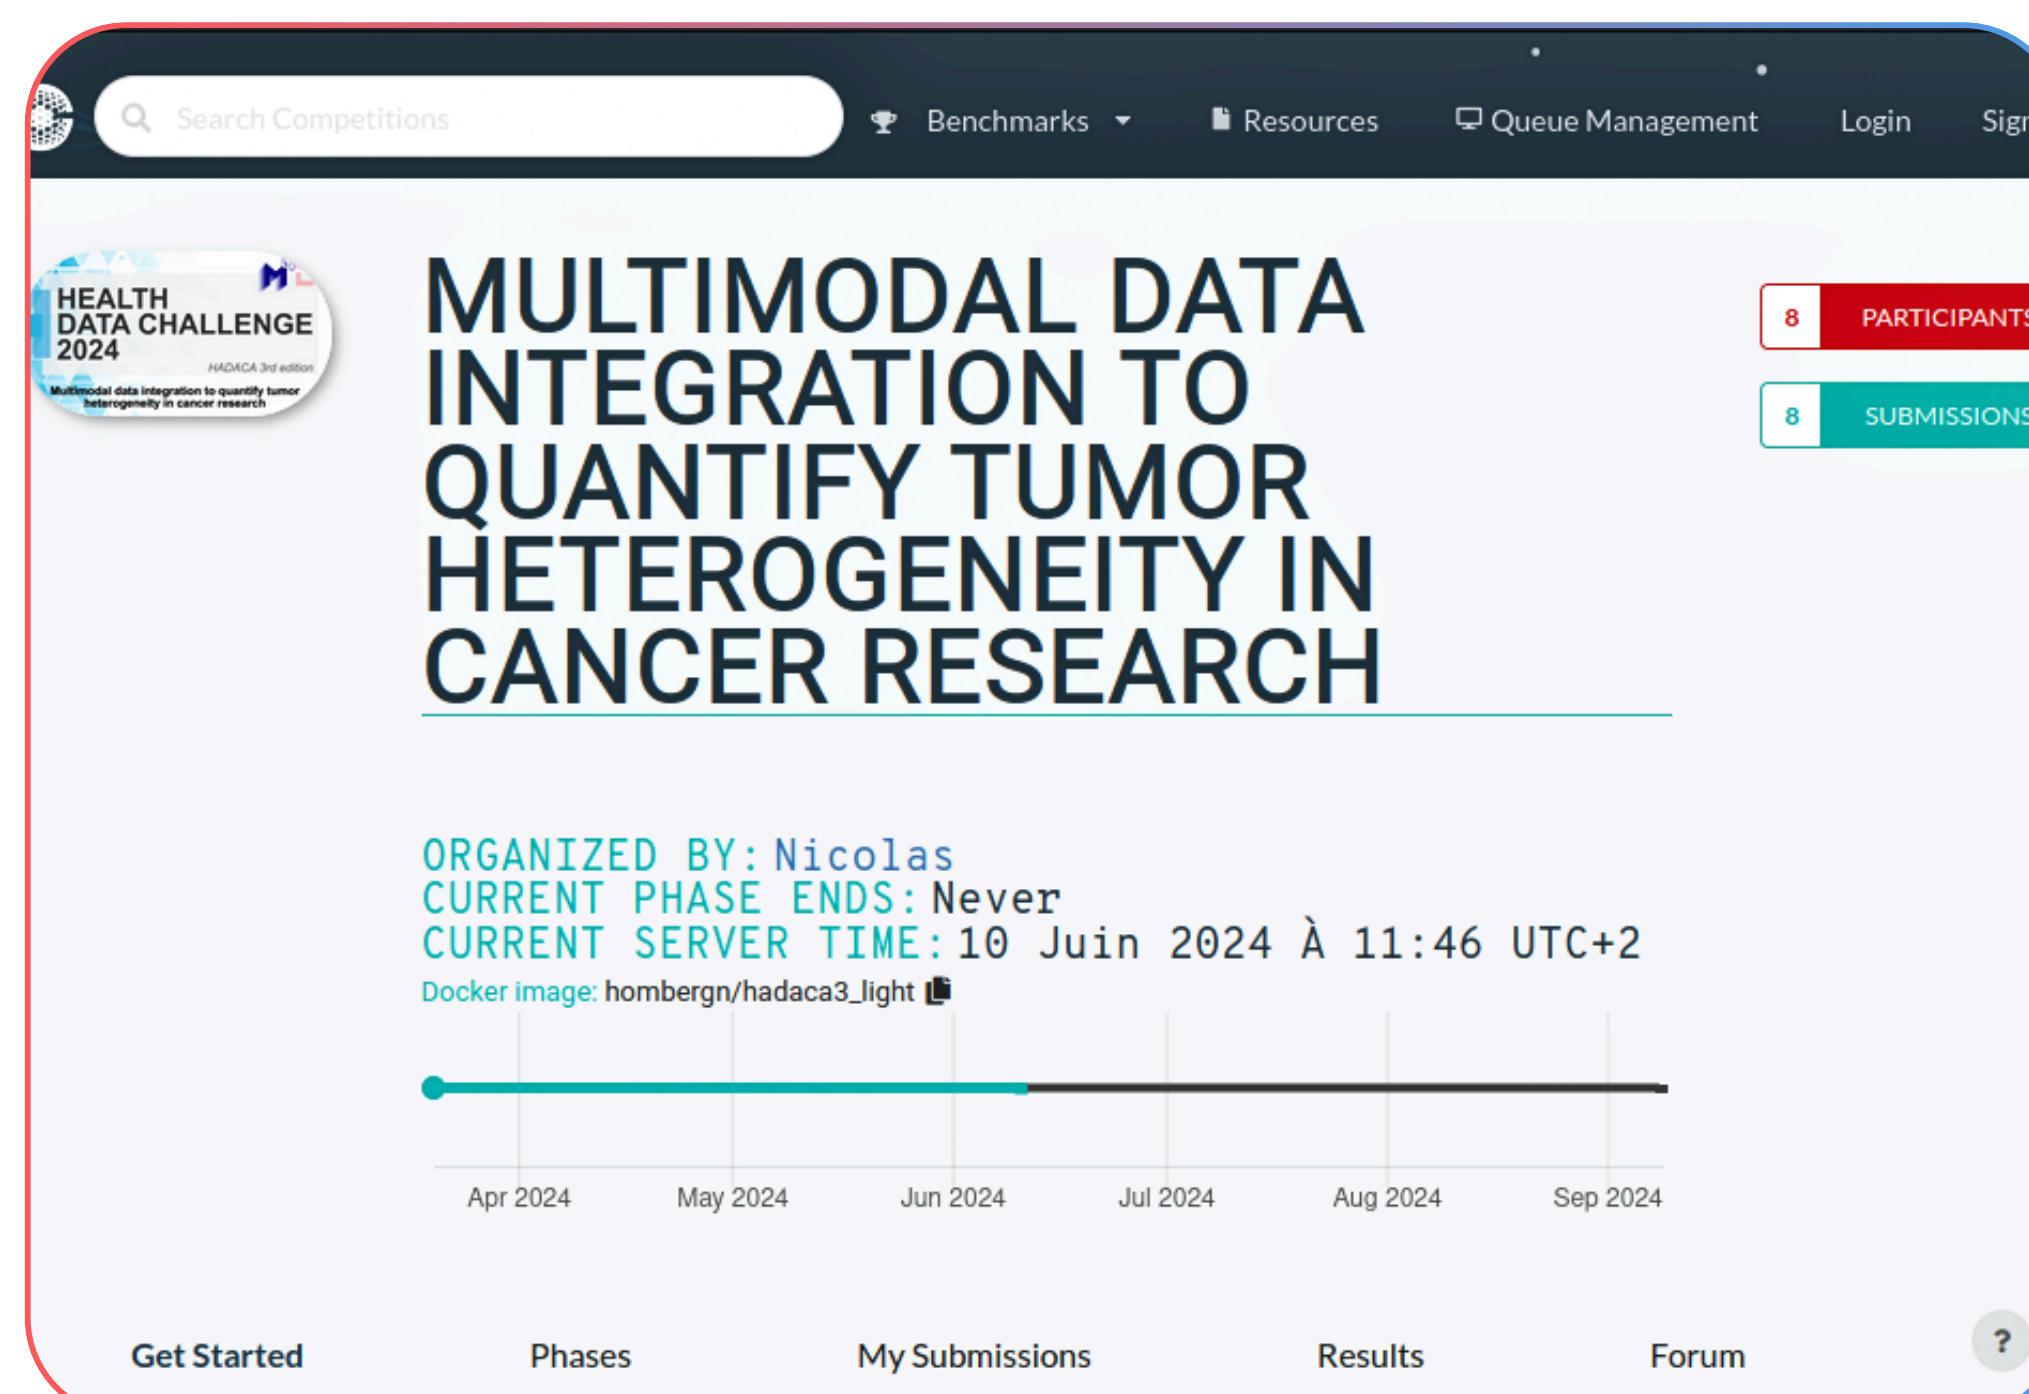 Search Competitions
Benchmarks
Resources
Queue Management
Login
Sign
HEALTH
DATA CHALLENGE
2024
HADACA 3rd edition
Multimodal data integration to quantify tumor
heterogeneity in cancer research
MULTIMODAL DATA
INTEGRATION TO
QUANTIFY TUMOR
HETEROGENEITY IN
CANCER RESEARCH
8 PARTICIPANTS
8 SUBMISSIONS
ORGANIZED BY: Nicolas
CURRENT PHASE ENDS: Never
CURRENT SERVER TIME: 10 Juin 2024 À 11:46 UTC+2
Docker image: hombergn/hadaca3_light
Apr 2024
May 2024
Jun 2024
Jul 2024
Aug 2024
Sep 2024
Get Started
Phases
My Submissions
Results
Forum
?